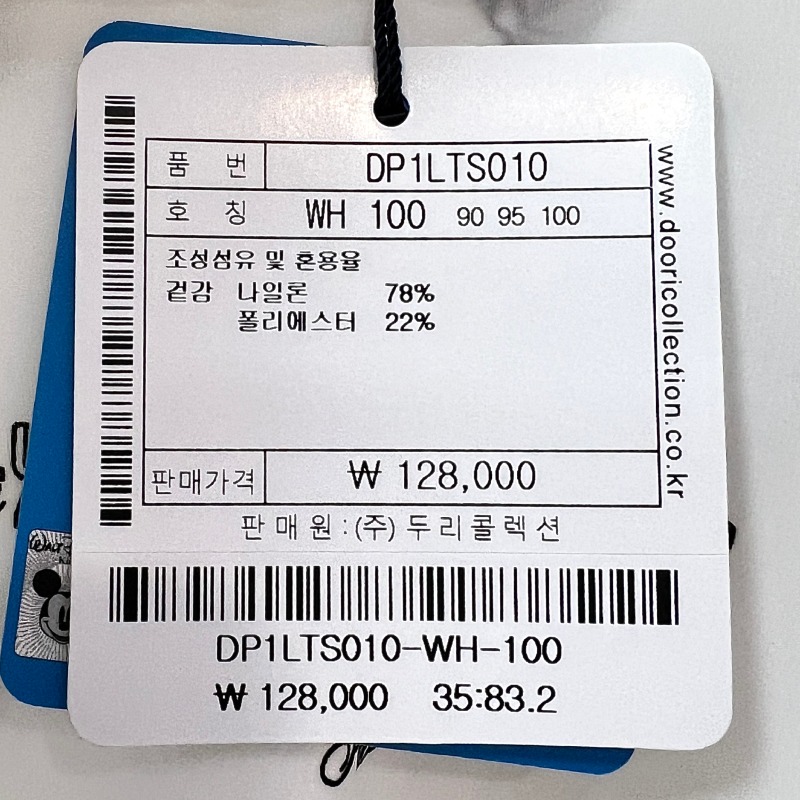 품 번 DP1LTS010
호 칭 WH 100 90 95 100
조성섬유 및 혼용율
겉감 나일론 78%
폴리에스터 22%
판매가격 ₩ 128,000
판매원:(주)두리콜렉션
www.dooricollection.co.kr
DP1LTS010-WH-100
₩ 128,000 35:83.2